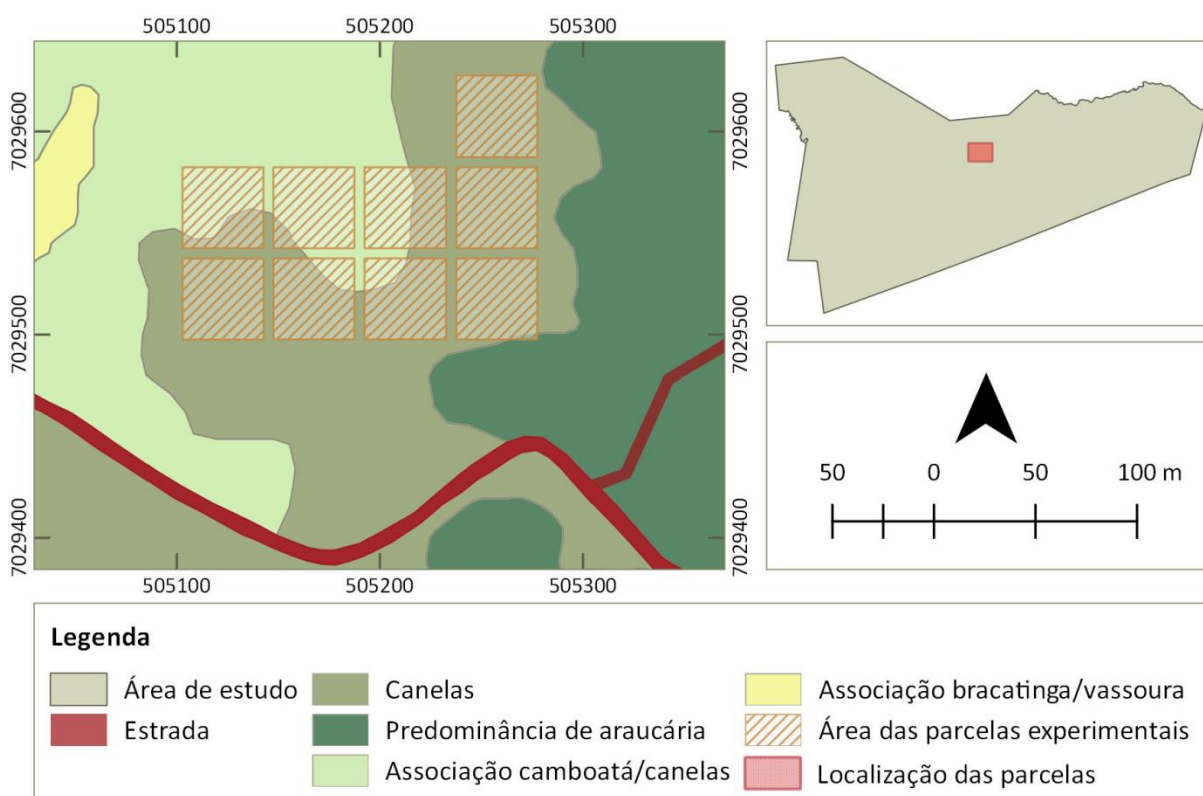 505100 505200 505300
7029600 7029600
7029500 7029500
7029400 7029400
505100 505200 505300
50 0 50 100 m
Legenda
Área de estudo
Estrada
Canelas
Predominância de araucária
Associação camboatá/canelas
Associação bracatinga/vassoura
Área das parcelas experimentais
Localização das parcelas